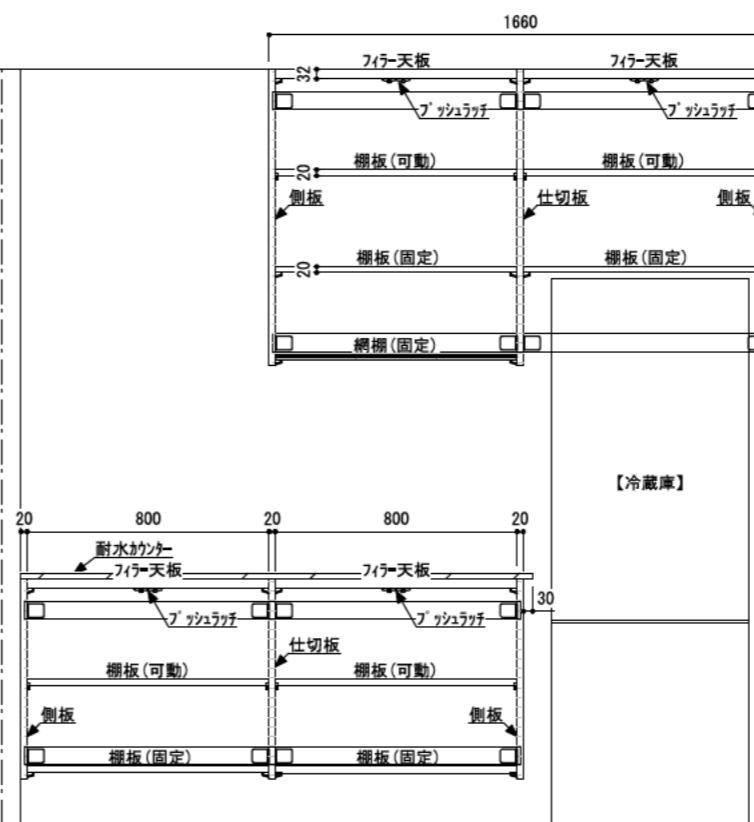 1660
フィラー天板
フィラー天板
32
プッシュラッチ
プッシュラッチ
棚板(可動)
棚板(可動)
20
側板
仕切板
側板
棚板(固定)
棚板(固定)
20
網棚(固定)
【冷蔵庫】
20
800
20
800
20
耐水カウンター
フィラー天板
フィラー天板
30
プッシュラッチ
プッシュラッチ
仕切板
棚板(可動)
棚板(可動)
側板
側板
棚板(固定)
棚板(固定)